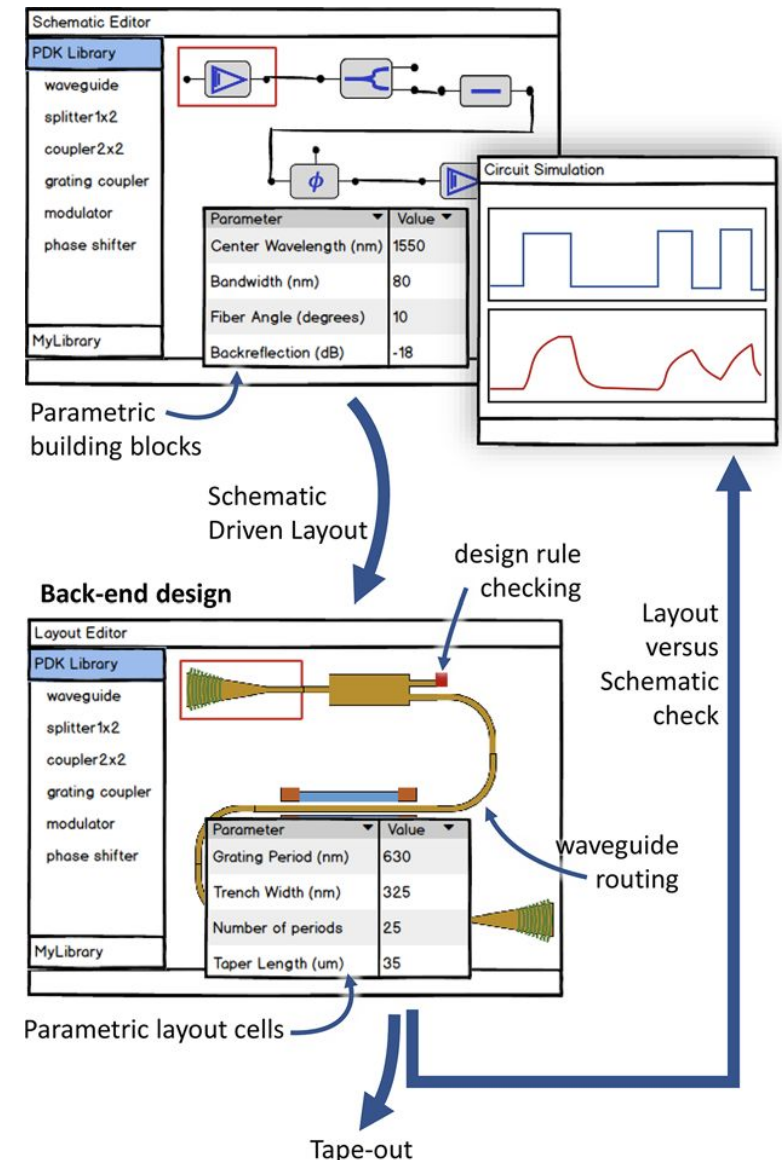 Schematic Editor
PDK Library
waveguide
splitter1x2
coupler2x2
grating coupler
modulator
phase shifter
MyLibrary
ϕ
Parameter Value
Center Wavelength (nm) 1550
Bandwidth (nm) 80
Fiber Angle (degrees) 10
Backreflection (dB) -18
Circuit Simulation
Parametric
building blocks
Schematic
Driven Layout
design rule
checking
Layout
versus
Schematic
check
Back-end design
Layout Editor
PDK Library
waveguide
splitter1x2
coupler2x2
grating coupler
modulator
phase shifter
MyLibrary
Parameter Value
Grating Period (nm) 630
Trench Width (nm) 325
Number of periods 25
Taper Length (um) 35
waveguide
routing
Parametric layout cells
Tape-out